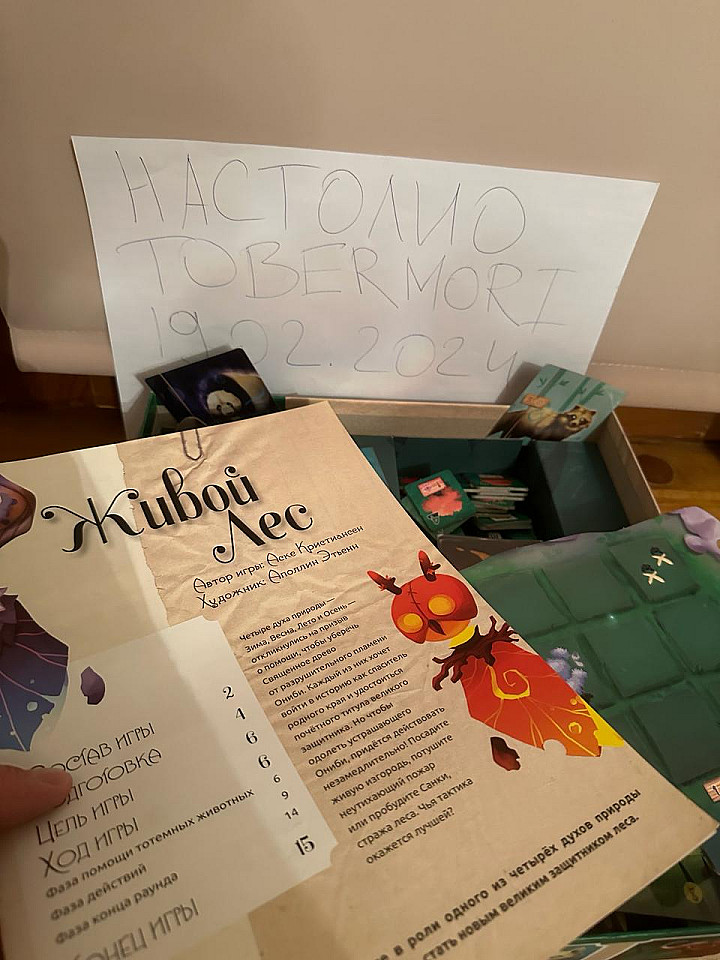 НАСТОЛИО
TOBERMORI
19.02.2024
Живой
Лес
Автор игры: Аске Кристиансен
Художник: Аполлин Этьенн
Четыре духа природы —
Зима, Весна, Лето и Осень —
откликнулись на призыв
о помощи, чтобы уберечь
священное древо
от разрушительного пламени
Ониби. Каждый из них хочет
войти в историю как спаситель
родного края и удостоиться
почётного титула великого
защитника. Но чтобы
одолеть устрашающего
Ониби, придётся действовать
незамедлительно! Посадите
живую изгородь, потушите
неутихающий пожар
или пробудите Санки,
стража леса. Чья тактика
окажется лучшей?
СОСТАВ ИГРЫ 2
ПОДГОТОВКА 4
ЦЕЛЬ ИГРЫ 6
ХОД ИГРЫ 6
Фаза помощи тотемных животных 6
Фаза действий 9
Фаза конца раунда 14
КОНЕЦ ИГРЫ 15
в роли одного из четырёх духов природы
стать новым великим защитником леса.